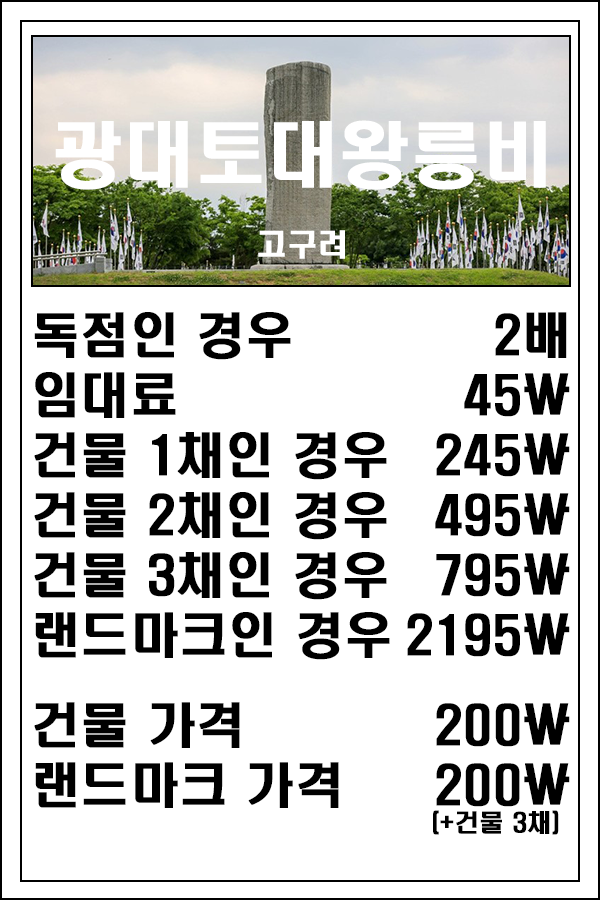 광대토대왕릉비
고구려
독점인 경우 2배
임대료 45₩
건물 1채인 경우 245₩
건물 2채인 경우 495₩
건물 3채인 경우 795₩
랜드마크인 경우 2195₩
건물 가격 200₩
랜드마크 가격 200₩
(+건물 3채)